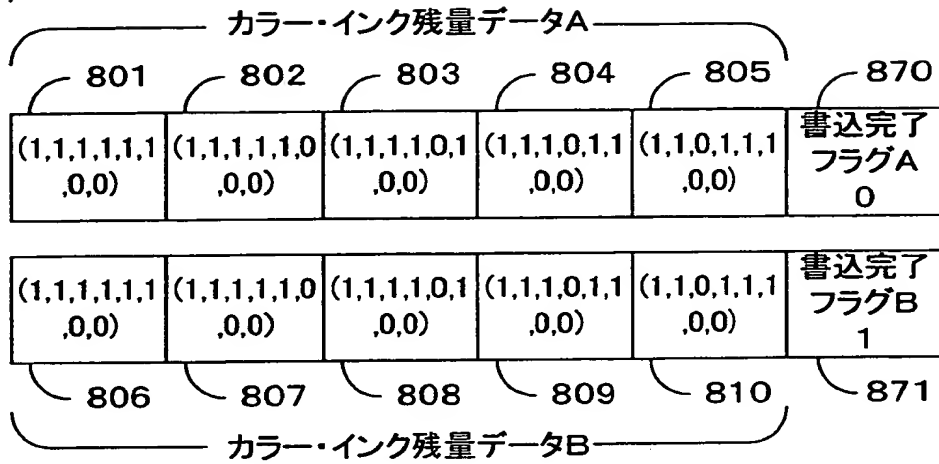 カラー・インク残量データA
801 802 803 804 805 870
(1,1,1,1,1,1 (1,1,1,1,1,0 (1,1,1,1,0,1 (1,1,1,0,1,1 (1,1,0,1,1,1 書込完了
,0,0) ,0,0) ,0,0) ,0,0) ,0,0) フラグA
0
(1,1,1,1,1,1 (1,1,1,1,1,0 (1,1,1,1,0,1 (1,1,1,0,1,1 (1,1,0,1,1,1 書込完了
,0,0) ,0,0) ,0,0) ,0,0) ,0,0) フラグB
1
806 807 808 809 810 871
カラー・インク残量データB